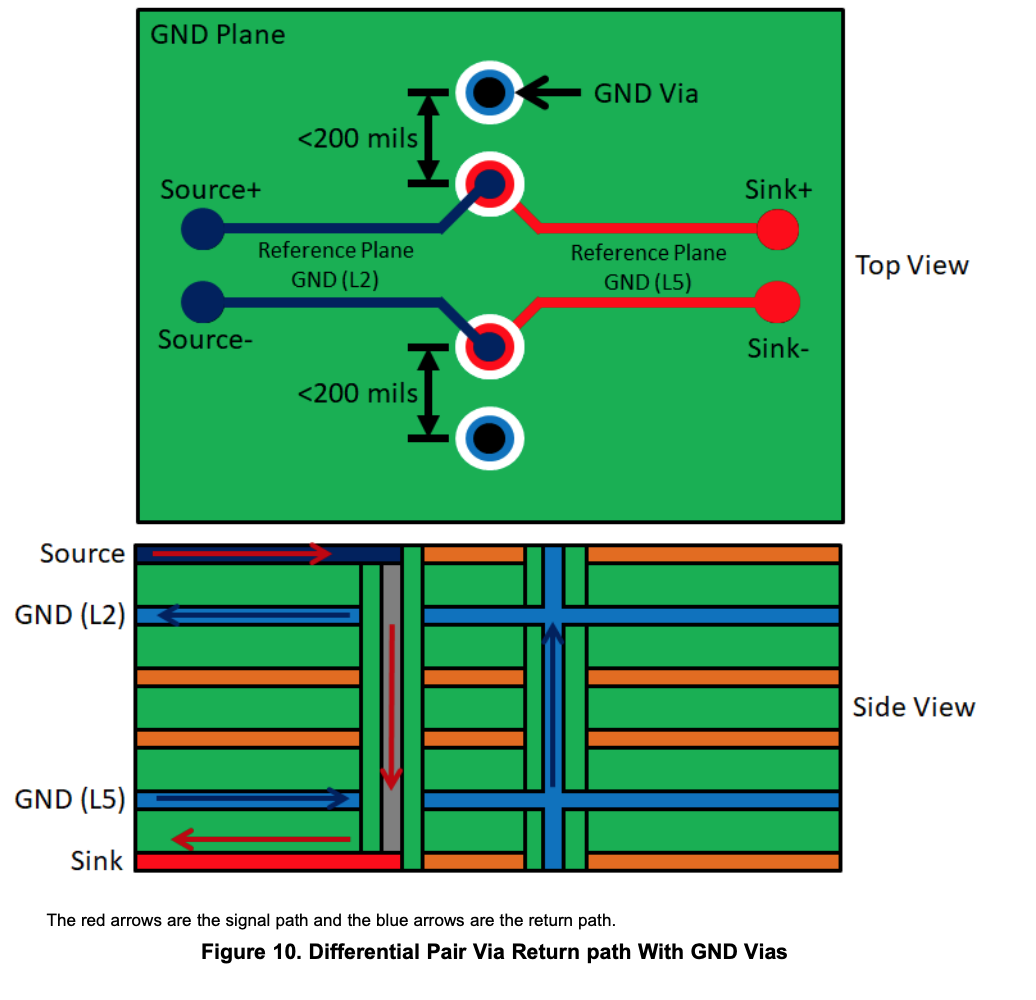 GND Plane
GND Via
<200 mils
Source+
Sink+
Reference Plane
GND (L2)
Reference Plane
GND (L5)
Top View
Source-
Sink-
<200 mils
Source
GND (L2)
Side View
GND (L5)
Sink
The red arrows are the signal path and the blue arrows are the return path.
Figure 10. Differential Pair Via Return path With GND Vias